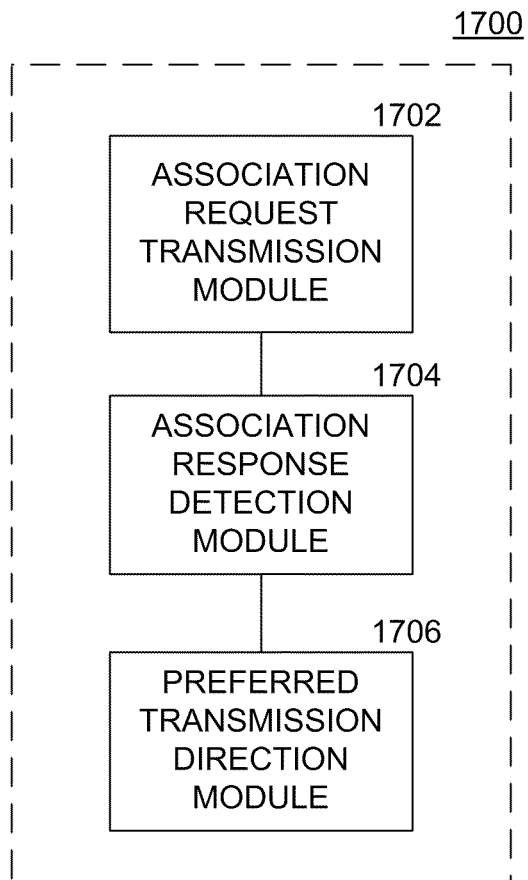 1700
1702
ASSOCIATION
REQUEST
TRANSMISSION
MODULE
1704
ASSOCIATION
RESPONSE
DETECTION
MODULE
1706
PREFERRED
TRANSMISSION
DIRECTION
MODULE